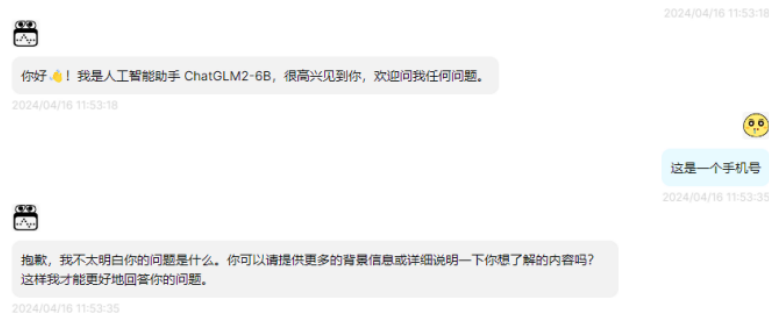 2024/04/16 11:53:18
你好👋！我是人工智能助手 ChatGLM2-6B，很高兴见到你，欢迎问我任何问题。
2024/04/16 11:53:18
这是一个手机号
2024/04/16 11:53:35
抱歉，我不太明白你的问题是什么。你可以请提供更多的背景信息或详细说明一下你想了解的内容吗？
这样我才能更好地回答你的问题。
2024/04/16 11:53:35